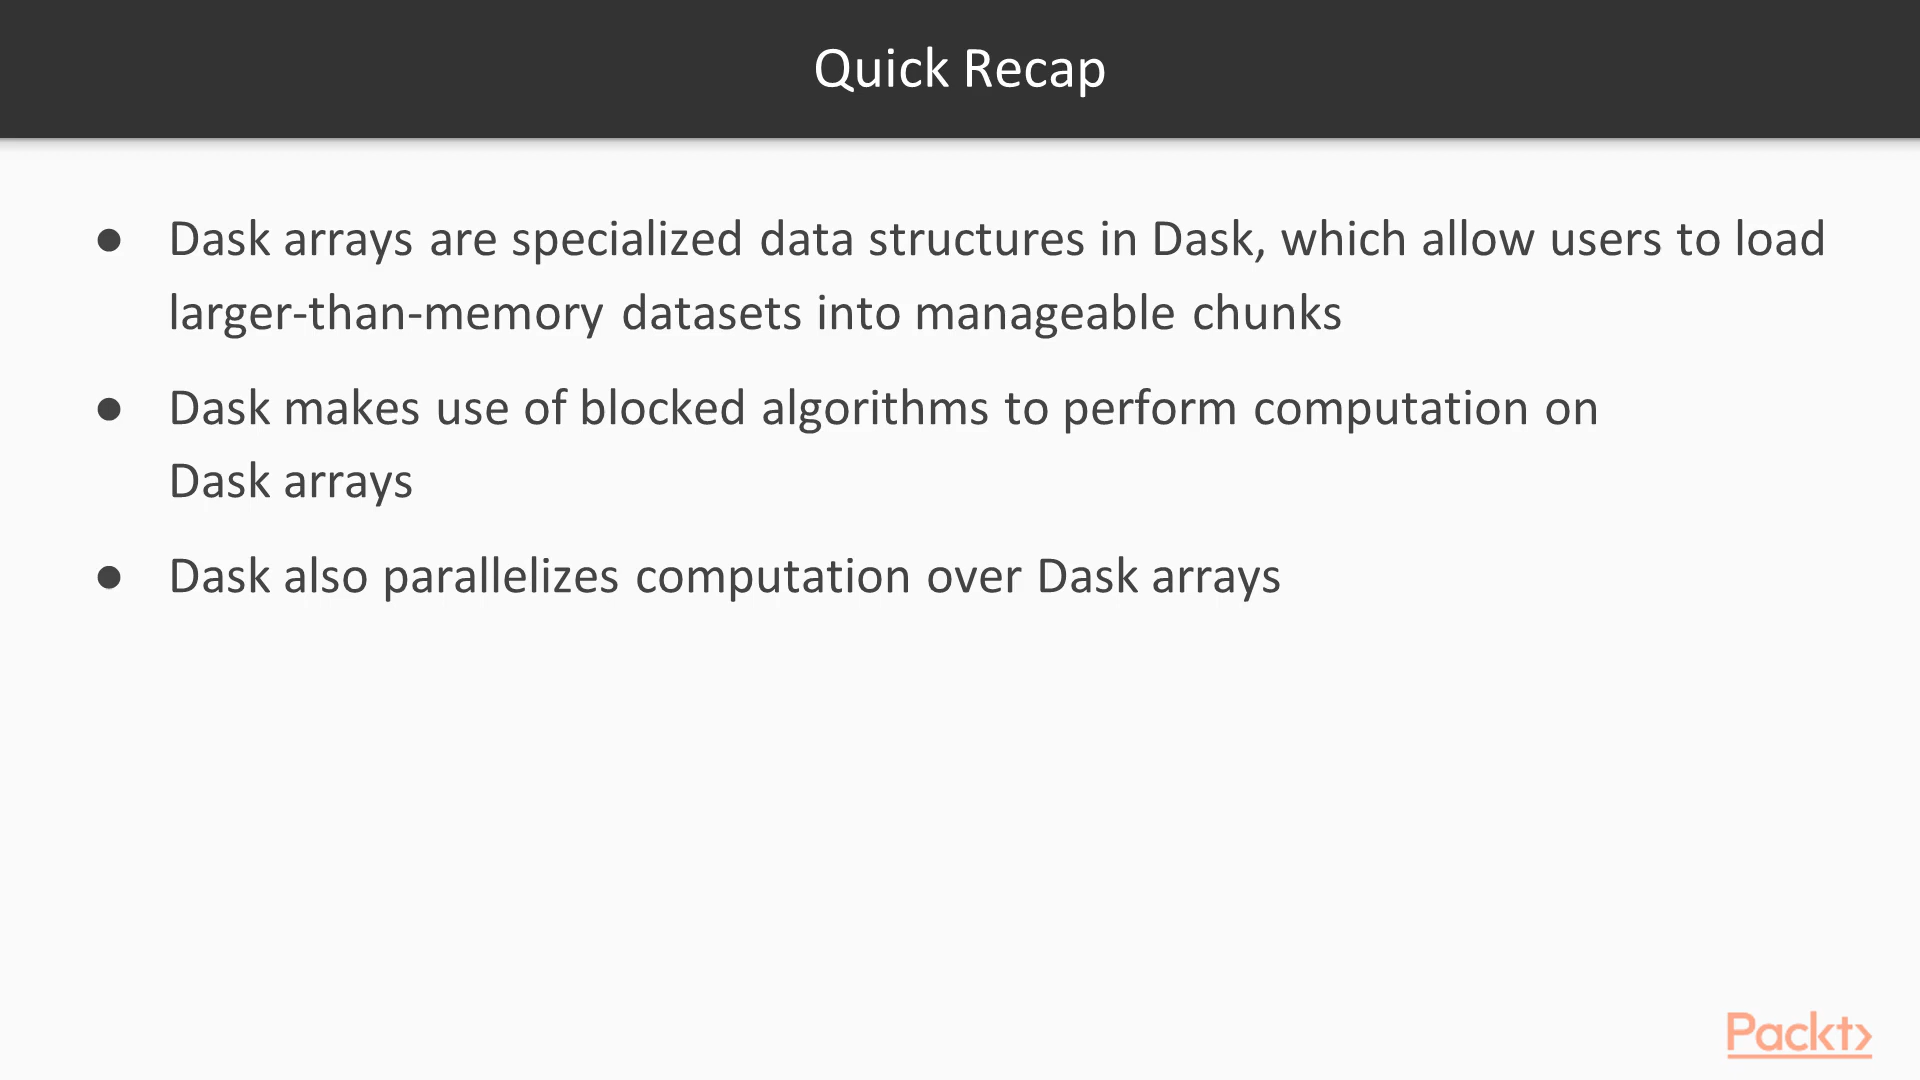 Quick Recap
● Dask arrays are specialized data structures in Dask, which allow users to load
larger-than-memory datasets into manageable chunks
● Dask makes use of blocked algorithms to perform computation on
Dask arrays
● Dask also parallelizes computation over Dask arrays
Packt>